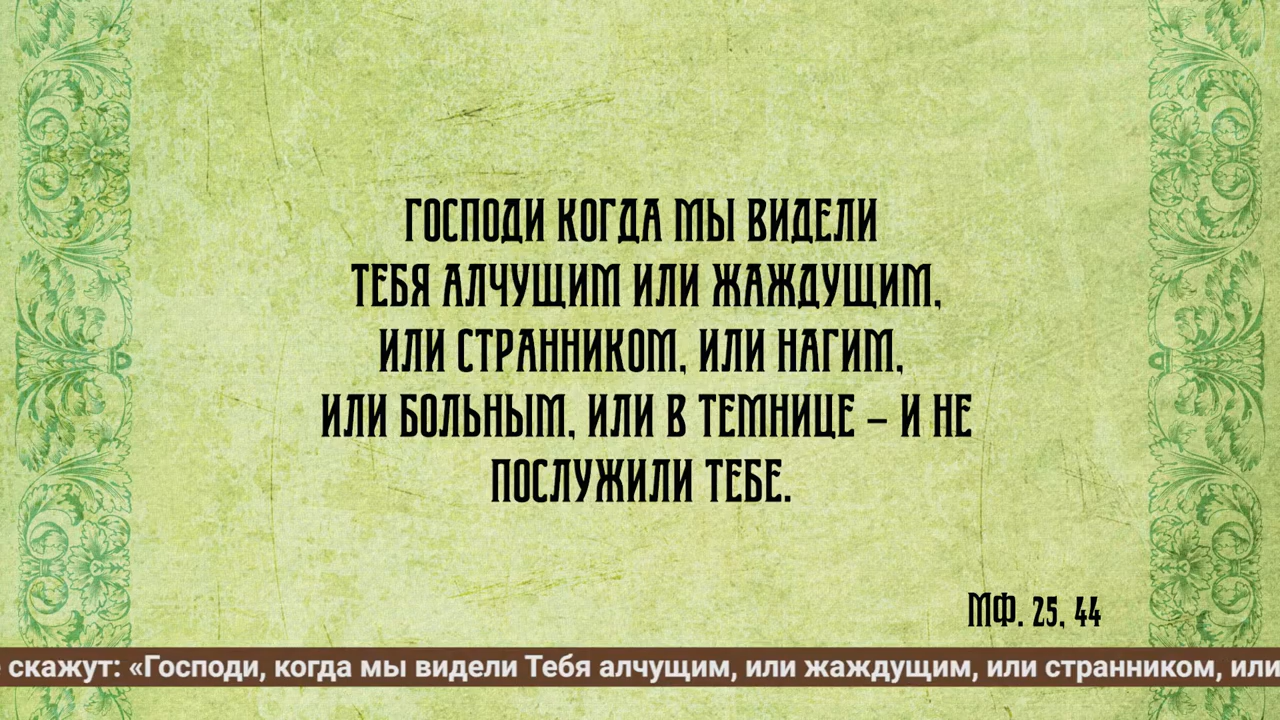 ГОСПОДИ КОГДА МЫ ВИДЕЛИ
ТЕБЯ АЛЧУЩИМ ИЛИ ЖАЖДУЩИМ,
ИЛИ СТРАННИКОМ, ИЛИ НАГИМ,
ИЛИ БОЛЬНЫМ, ИЛИ В ТЕМНИЦЕ – И НЕ
ПОСЛУЖИЛИ ТЕБЕ.
МФ. 25, 44
скажут: «Господи, когда мы видели Тебя алчущим, или жаждущим, или странником, или